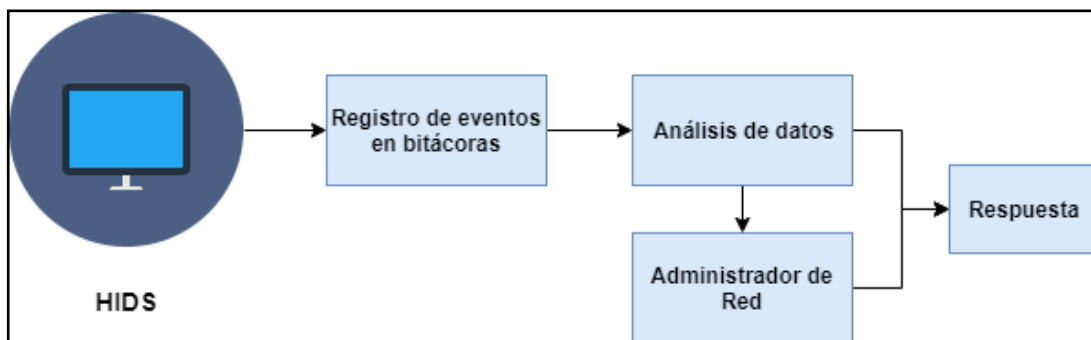 HIDS
Registro de eventos
en bitácoras
Análisis de datos
Administrador de
Red
Respuesta